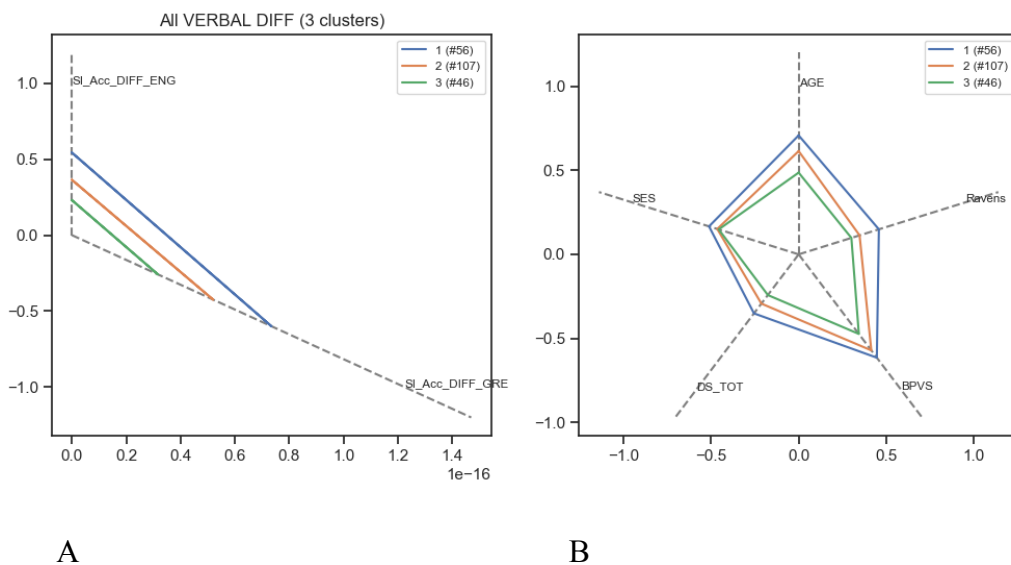 All VERBAL DIFF (3 clusters)
SI_Acc_DIFF_ENG
1 (#56)
2 (#107)
3 (#46)
1.0
0.5
0.0
−0.5
−1.0
SI_Acc_DIFF_GRE
0.0 0.2 0.4 0.6 0.8 1.0 1.2 1.4
1e−16
1 (#56)
2 (#107)
3 (#46)
AGE
SES
Ravens
DS_TOT
BPVS
1.0
0.5
0.0
−0.5
−1.0
−1.0 −0.5 0.0 0.5 1.0
A
B